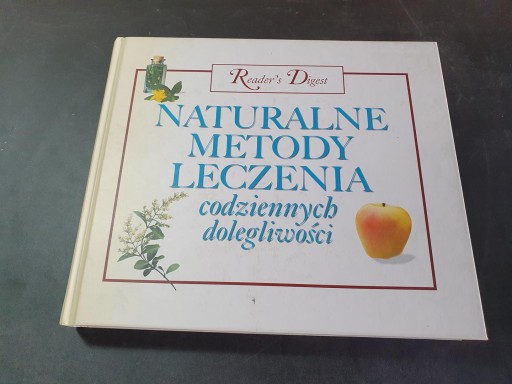 Reader's Digest
NATURALNE
METODY
LECZENIA
codziennych
dolegliwości